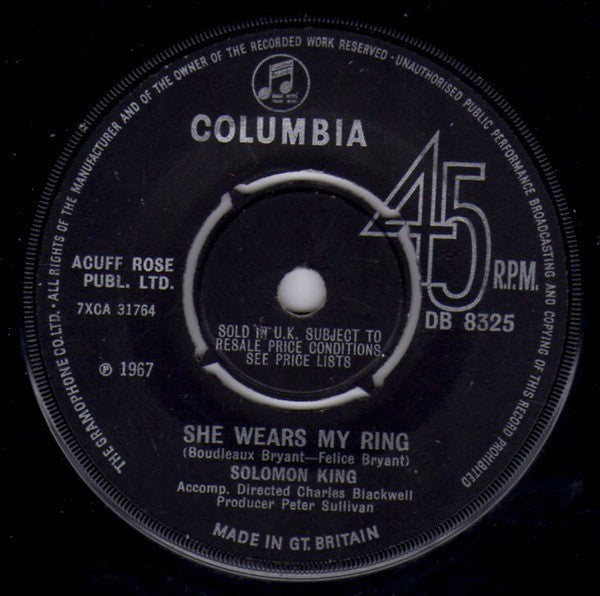 THE GRAMOPHONE CO. LTD. · ALL RIGHTS OF THE MANUFACTURER AND OF THE OWNER OF THE RECORDED WORK RESERVED · UNAUTHORISED PUBLIC PERFORMANCE BROADCASTING AND COPYING OF THIS RECORD PROHIBITED
COLUMBIA
45
R.P.M.
ACUFF ROSE
PUBL. LTD.
7XCA 31764
DB 8325
SOLD IN U.K. SUBJECT TO
RESALE PRICE CONDITIONS,
SEE PRICE LISTS
℗ 1967
SHE WEARS MY RING
(Boudleaux Bryant—Felice Bryant)
SOLOMON KING
Accomp. Directed Charles Blackwell
Producer Peter Sullivan
MADE IN GT. BRITAIN